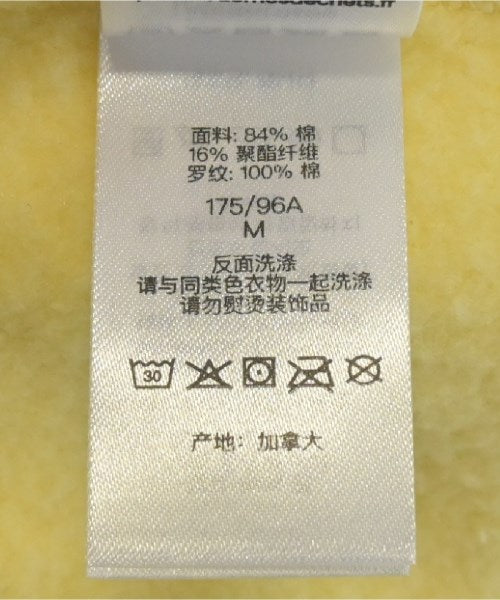 面料: 84% 棉
16% 聚酯纤维
罗纹: 100% 棉
175/96A
M
反面洗涤
请与同类色衣物一起洗涤
请勿熨烫装饰品
30
产地: 加拿大